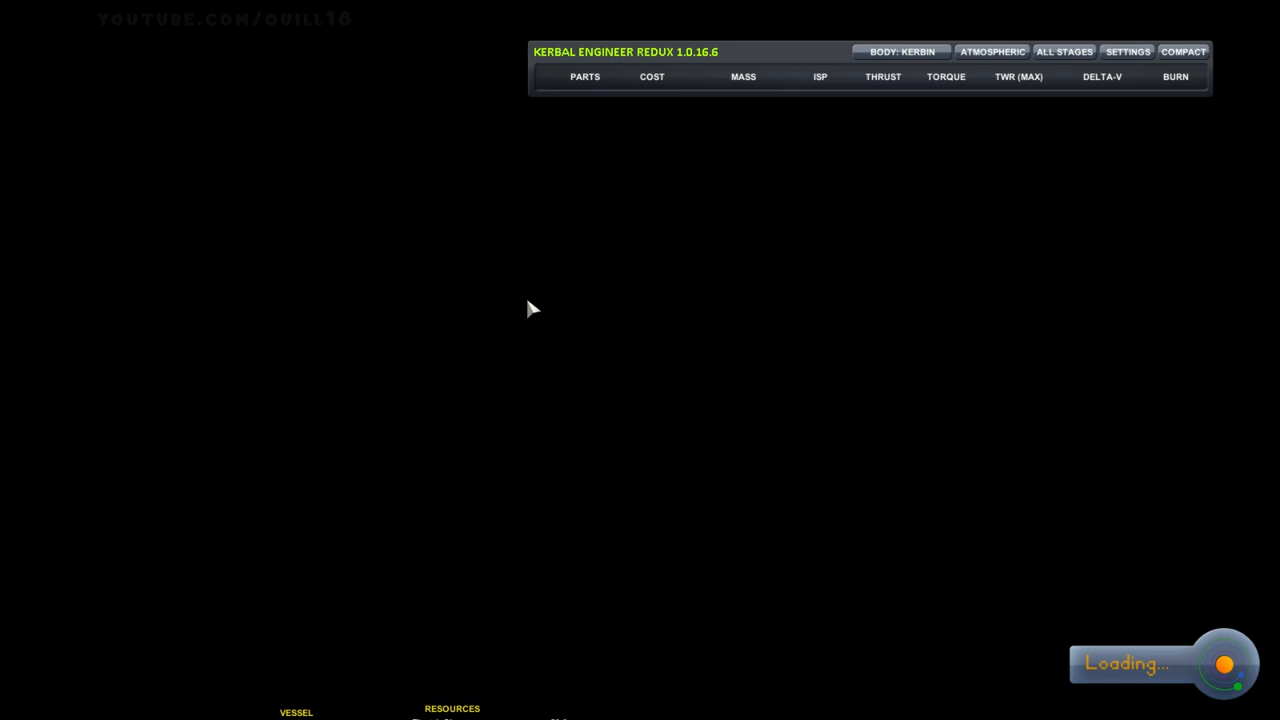 YOUTUBE.COM/QUILL18
KERBAL ENGINEER REDUX 1.0.16.6 BODY: KERBIN ATMOSPHERIC ALL STAGES SETTINGS COMPACT
PARTS COST MASS ISP THRUST TORQUE TWR (MAX) DELTA-V BURN
Loading...
VESSEL RESOURCES